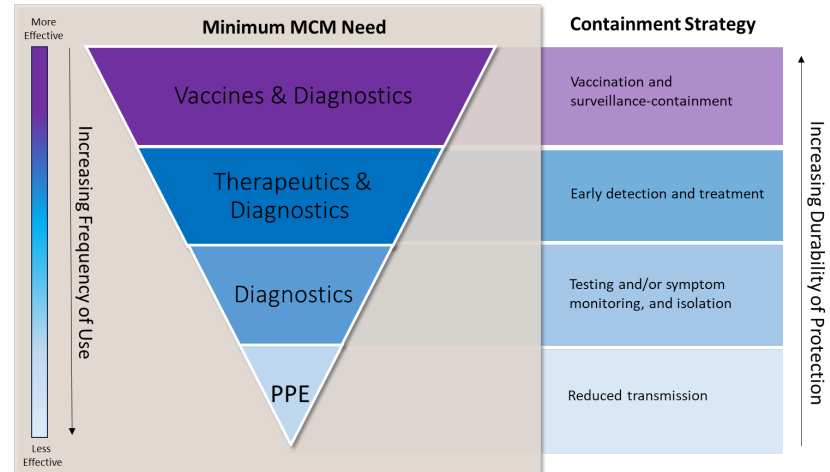 More
Effective
Minimum MCM Need
Containment Strategy
Increasing Frequency of Use
Vaccines & Diagnostics
Vaccination and
surveillance-containment
Therapeutics &
Diagnostics
Early detection and treatment
Diagnostics
Testing and/or symptom
monitoring, and isolation
PPE
Reduced transmission
Increasing Durability of Protection
Less
Effective